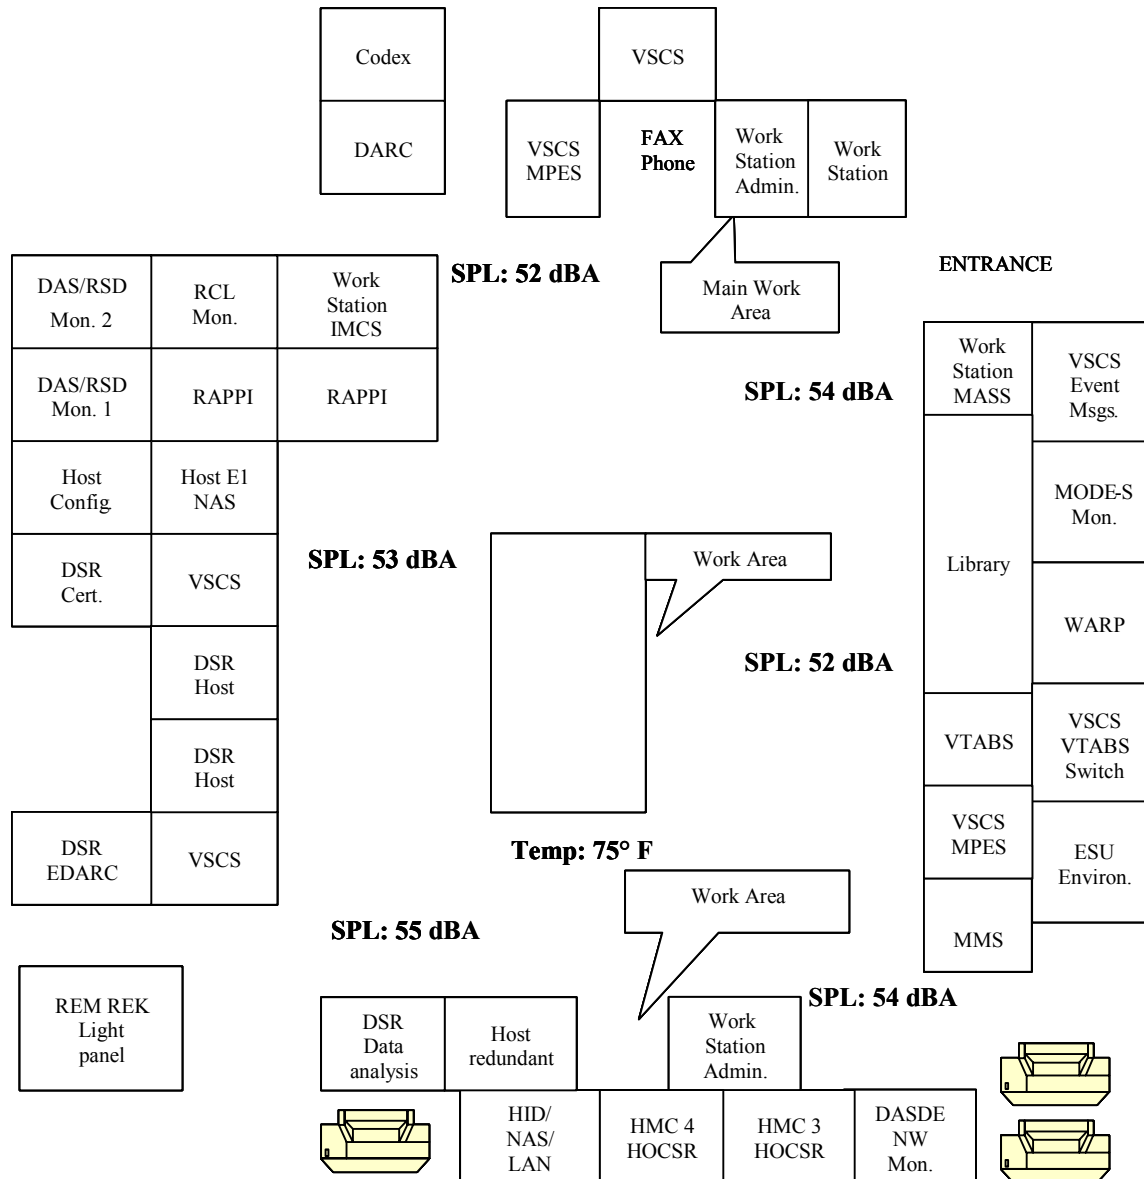 Codex
DARC
VSCS
VSCS
MPES
FAX
Phone
Work
Station
Admin.
Work
Station
Main Work
Area
SPL: 52 dBA
ENTRANCE
DAS/RSD
Mon. 2
RCL
Mon.
Work
Station
IMCS
DAS/RSD
Mon. 1
RAPPI
RAPPI
Host
Config.
Host E1
NAS
DSR
Cert.
VSCS
DSR
Host
DSR
Host
DSR
EDARC
VSCS
SPL: 54 dBA
SPL: 53 dBA
Work Area
SPL: 52 dBA
Temp: 75° F
Work
Station
MASS
VSCS
Event
Msgs.
Library
MODE-S
Mon.
WARP
VTABS
VSCS
VTABS
Switch
VSCS
MPES
ESU
Environ.
MMS
Work Area
SPL: 55 dBA
SPL: 54 dBA
REM REK
Light
panel
DSR
Data
analysis
Host
redundant
Work
Station
Admin.
HID/
NAS/
LAN
HMC 4
HOCSR
HMC 3
HOCSR
DASDE
NW
Mon.